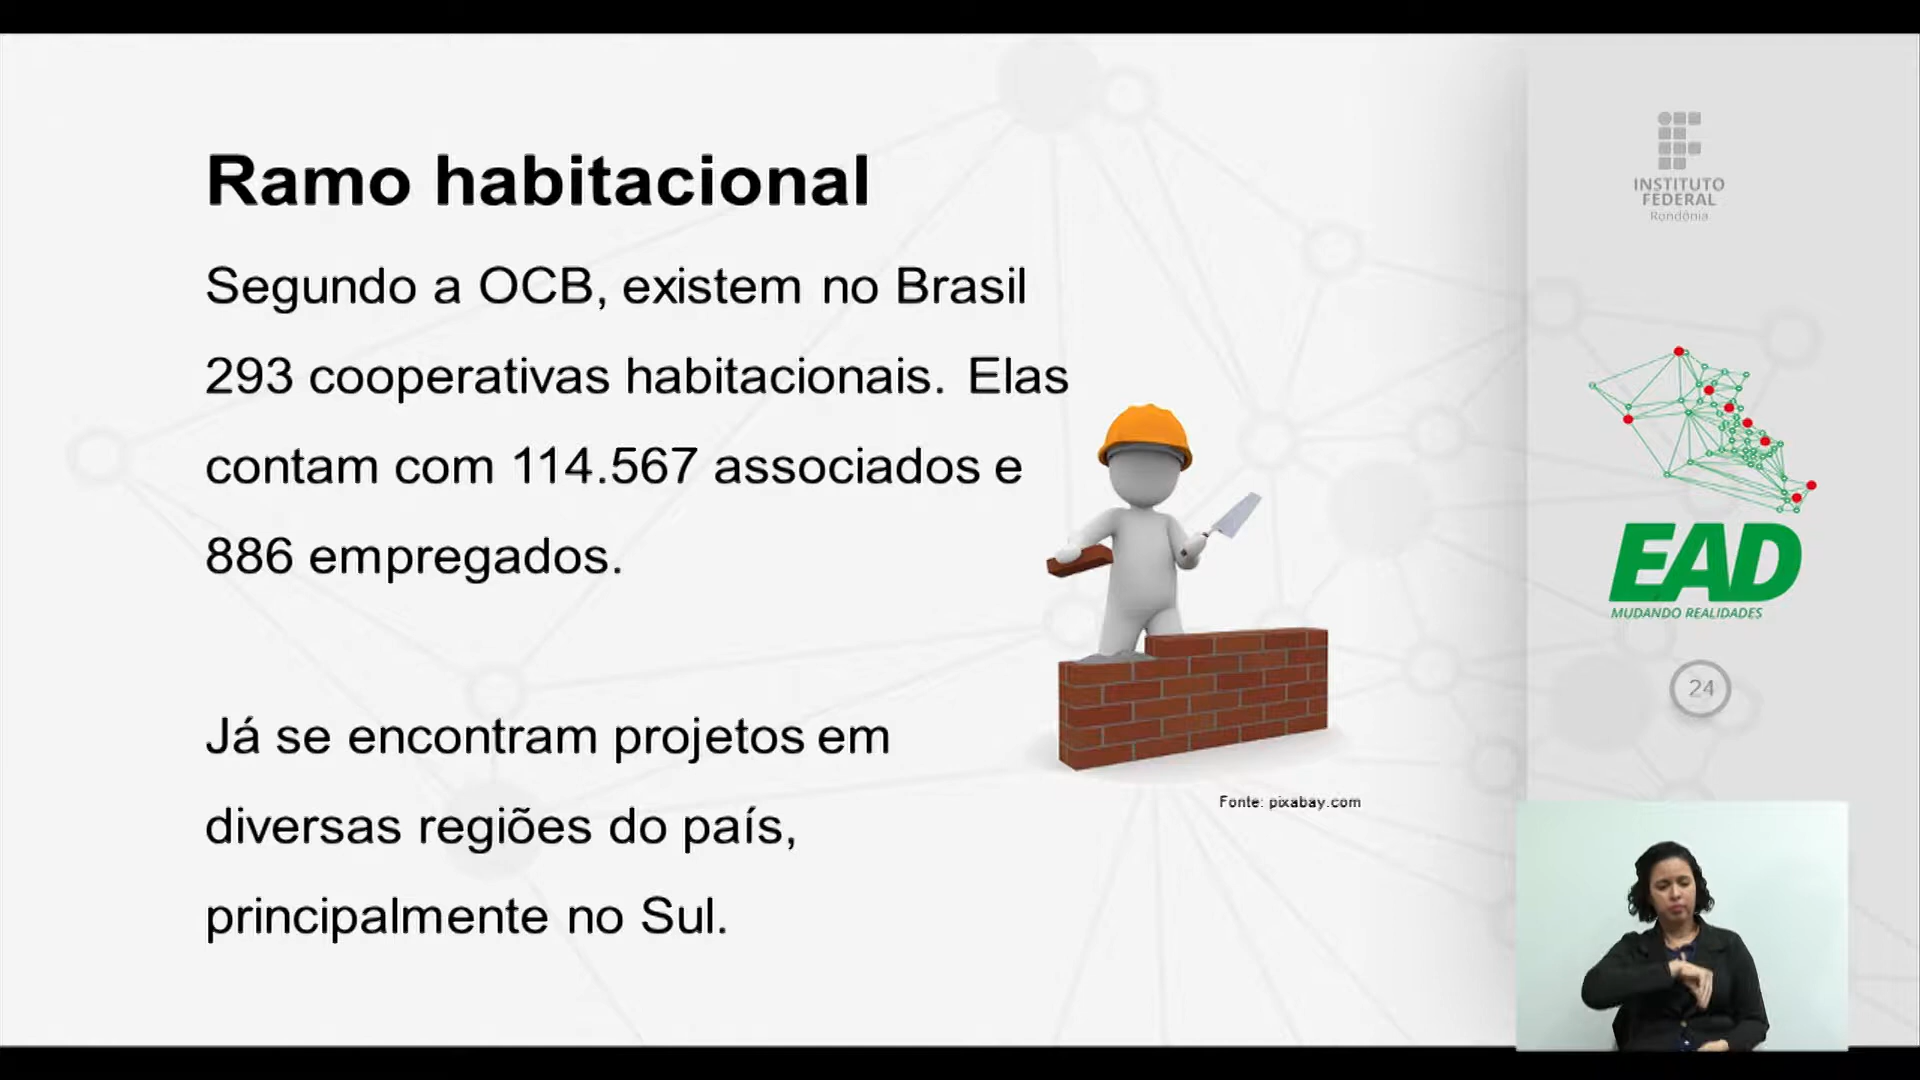 Ramo habitacional
Segundo a OCB, existem no Brasil
293 cooperativas habitacionais. Elas
contam com 114.567 associados e
886 empregados.
Já se encontram projetos em
diversas regiões do país,
principalmente no Sul.
Fonte: pixabay.com
INSTITUTO
FEDERAL
Rondônia
EAD
MUDANDO REALIDADES
24